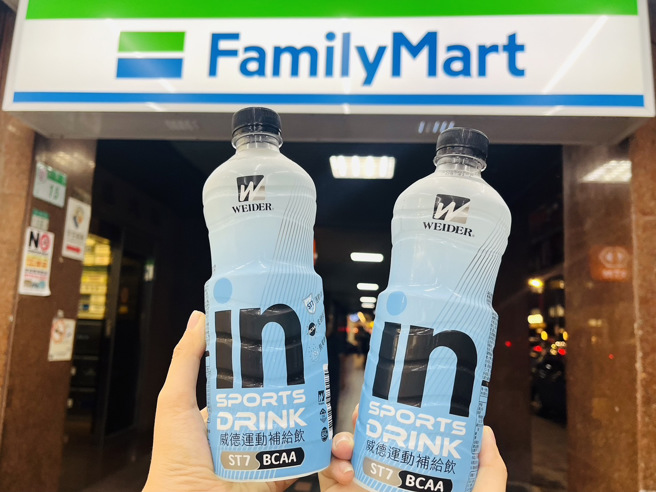 FamilyMart
WEIDER
in
SPORTS
DRINK
威德運動補給飲
ST7 BCAA
WEIDER
in
SPORTS
DRINK
威德運動補給飲
ST7 BCAA